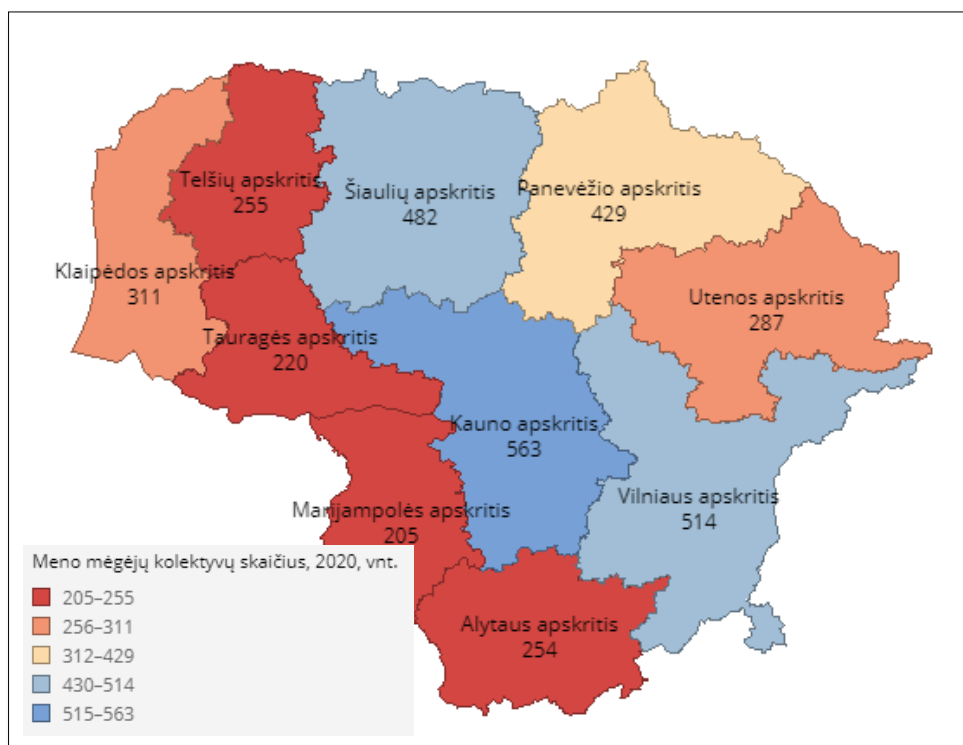 Telšių apskritis
255
Šiaulių apskritis
482
Panevėžio apskritis
429
Klaipėdos apskritis
311
Utenos apskritis
287
Tauragės apskritis
220
Kauno apskritis
563
Vilniaus apskritis
514
Marijampolės apskritis
205
Alytaus apskritis
254
Meno mėgėjų kolektyvų skaičius, 2020, vnt.
205–255
256–311
312–429
430–514
515–563